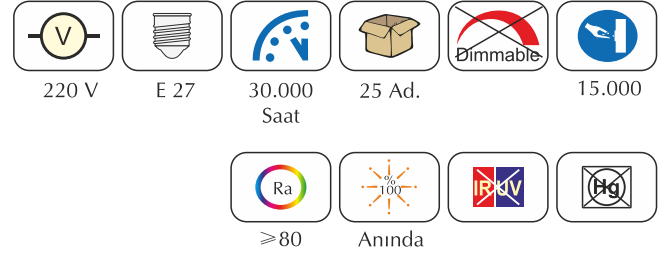 V
Dimmable
220 V
E 27
30.000
Saat
25 Ad.
15.000
Ra
%
100
IR UV
Hg
≥80
Anında